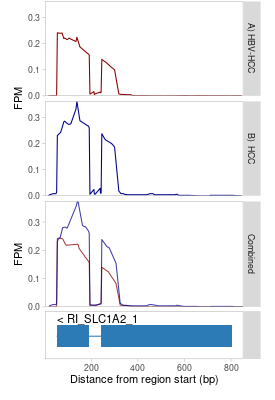 0.3
0.2
0.1
0.0
A) HBV-HCC
FPM
0.3
0.2
0.1
0.0
B) HCC
0.3
0.2
0.1
0.0
FPM
Combined
< RI_SLC1A2_1
200 400 600 800
Distance from region start (bp)